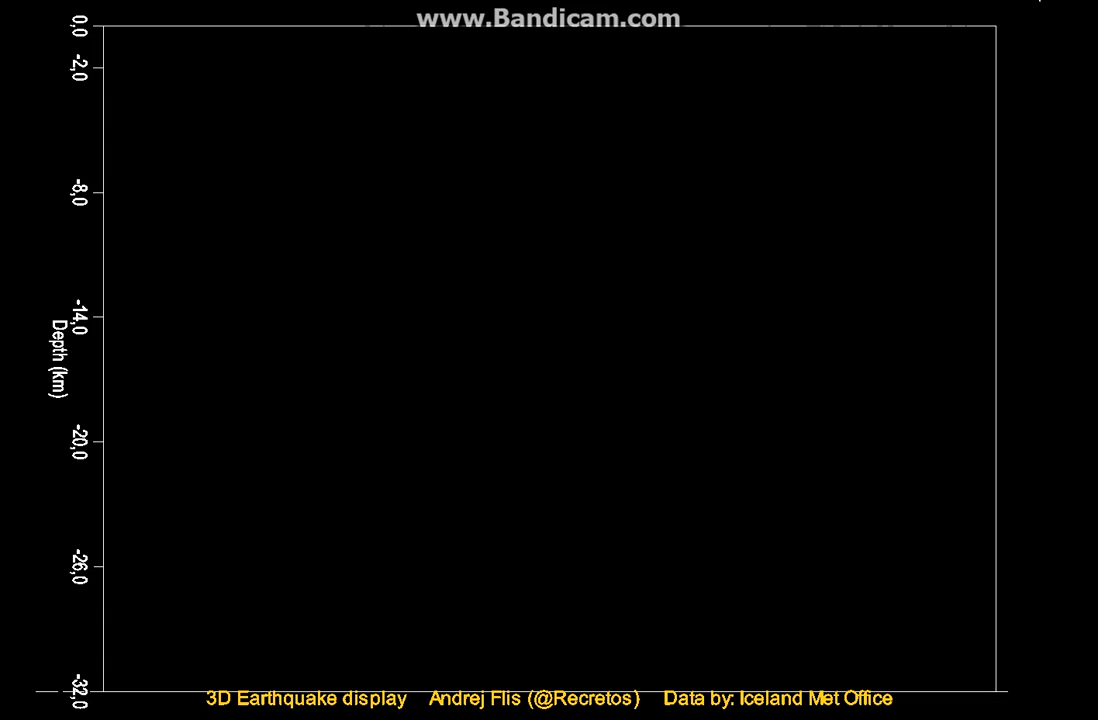 www.Bandicam.com
0,0
-2,0
-8,0
-14,0
Depth (km)
-20,0
-26,0
-32,0
3D Earthquake display Andrej Flis (@Recretos) Data by: Iceland Met Office